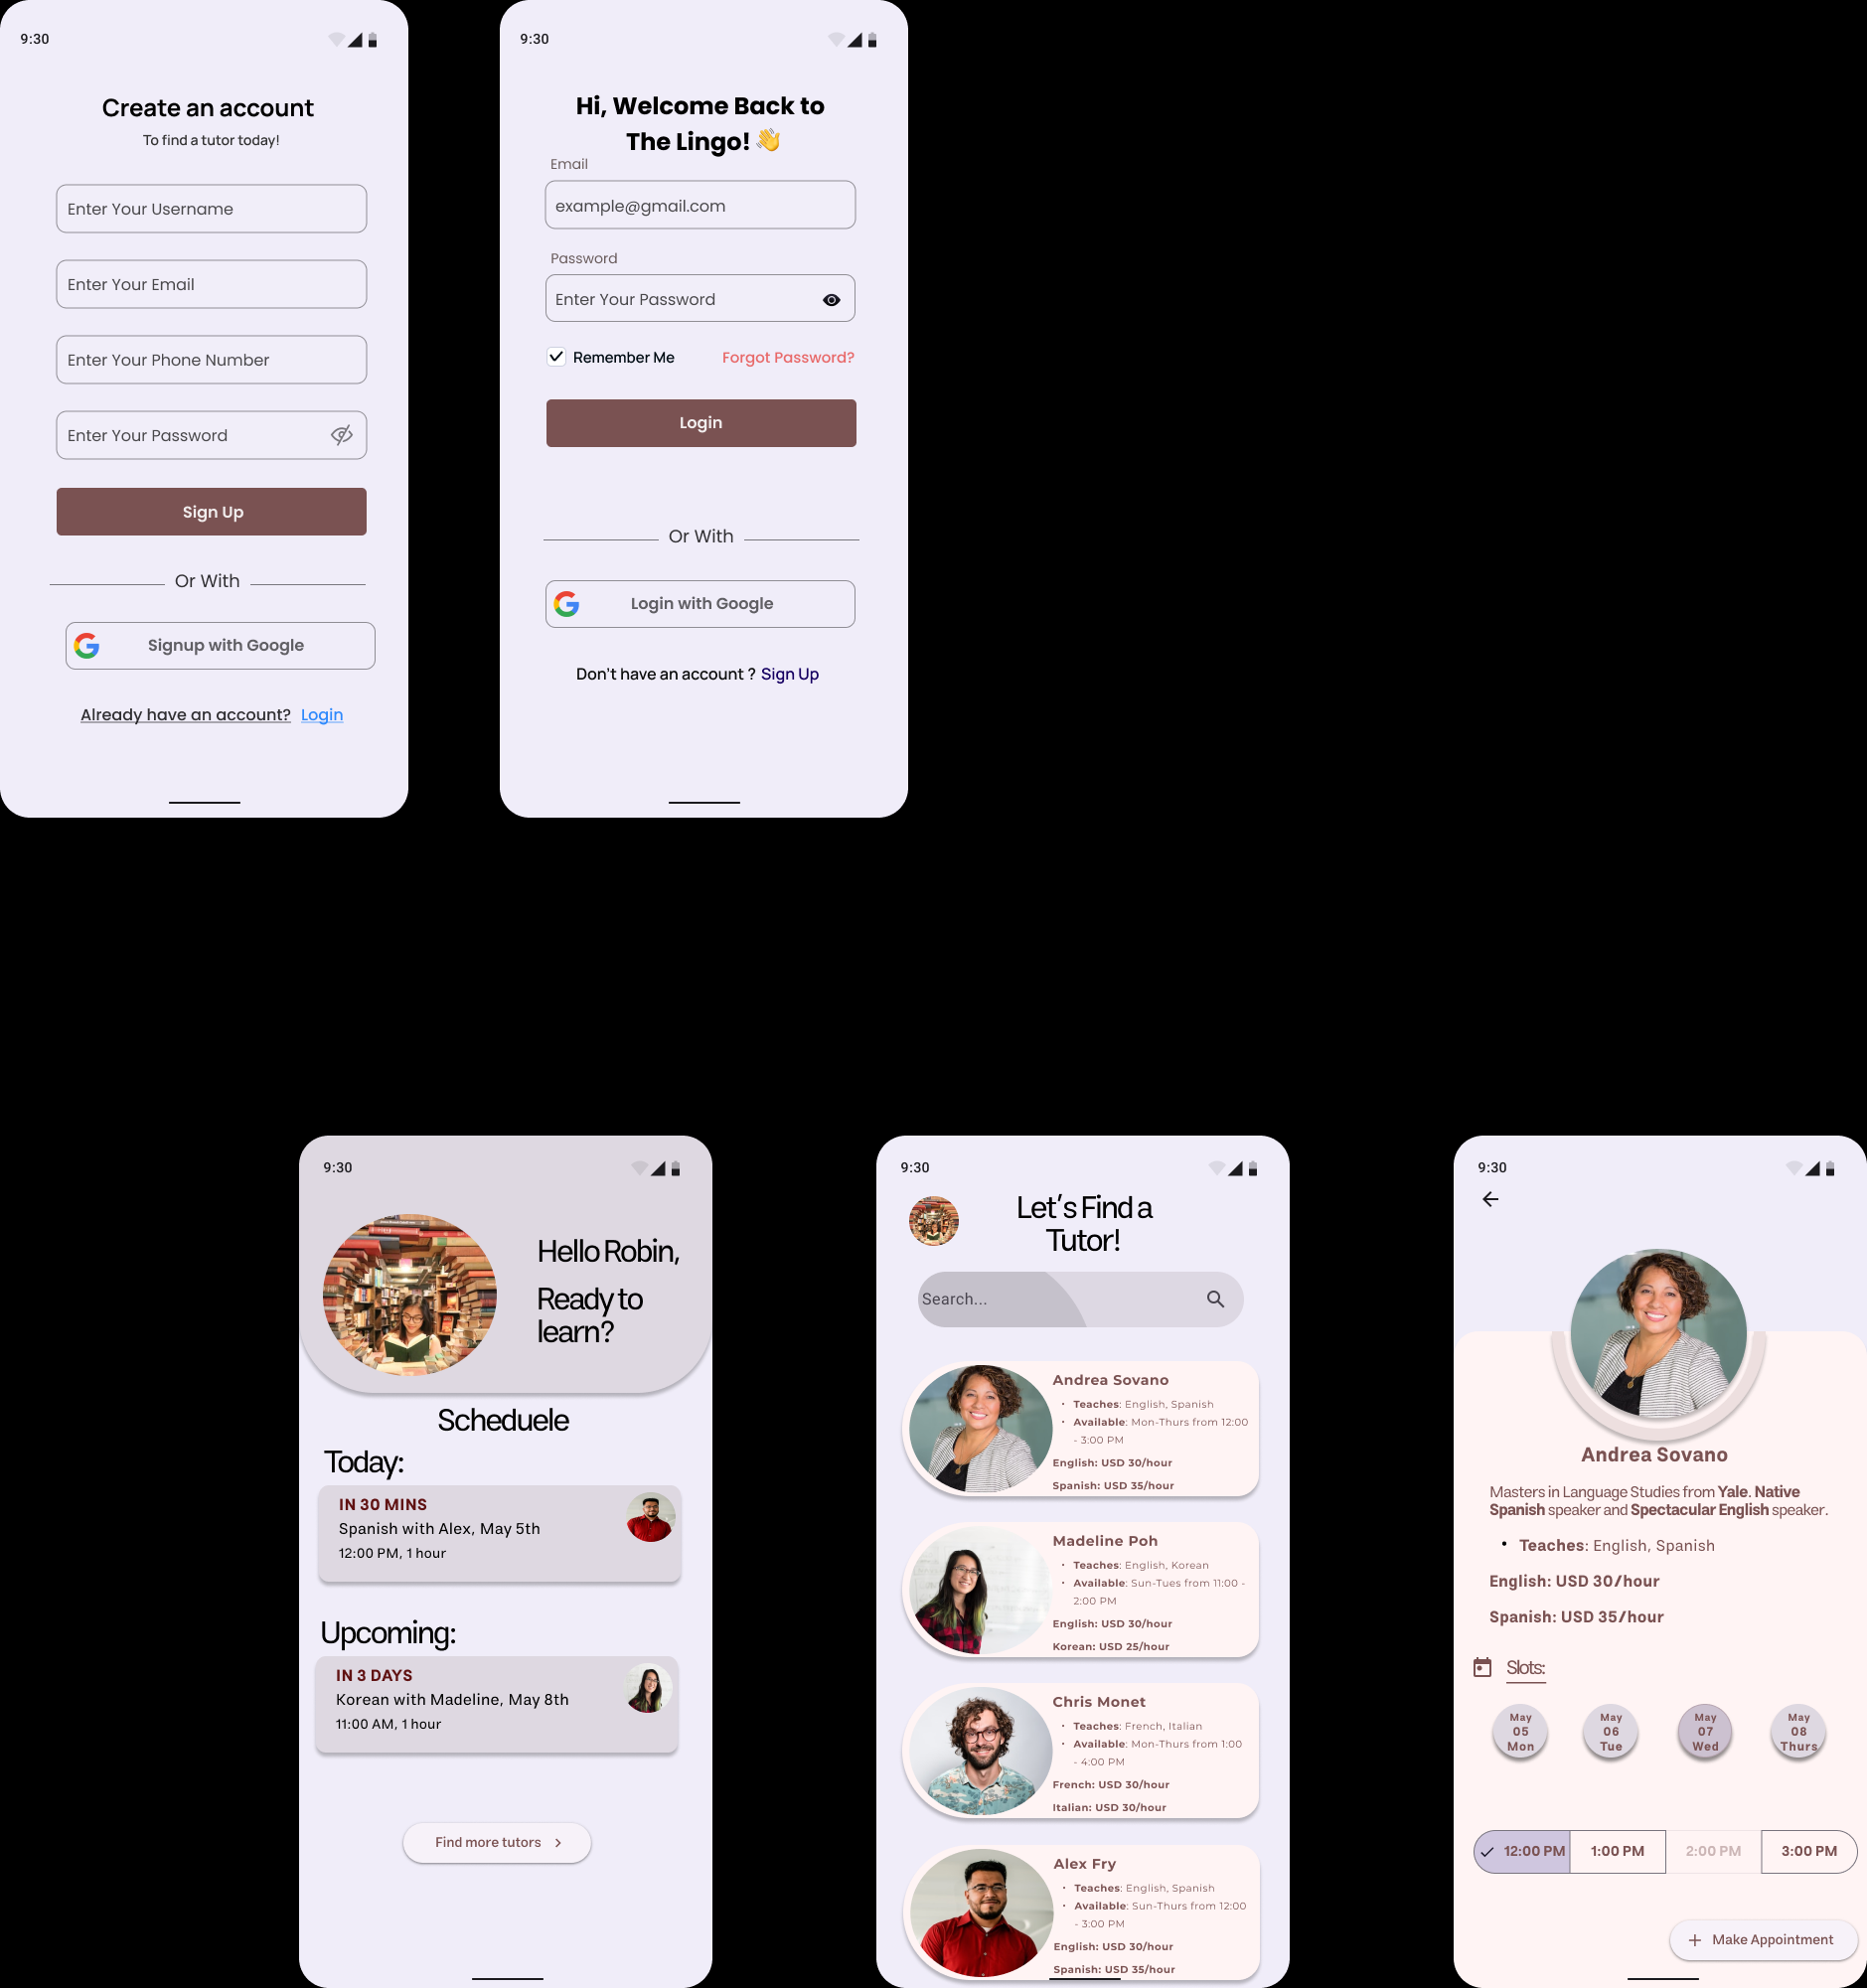 9:30
Create an account
To find a tutor today!
Enter Your Username
Enter Your Email
Enter Your Phone Number
Enter Your Password
Sign Up
Or With
Signup with Google
Already have an account? Login
9:30
Hi, Welcome Back to
The Lingo! 👋
Email
example@gmail.com
Password
Enter Your Password
Remember Me Forgot Password?
Login
Or With
Login with Google
Don't have an account ? Sign Up
9:30
Hello Robin,
Ready to
learn?
Scheduele
Today:
IN 30 MINS
Spanish with Alex, May 5th
12:00 PM, 1 hour
Upcoming:
IN 3 DAYS
Korean with Madeline, May 8th
11:00 AM, 1 hour
Find more tutors
9:30
Let's Find a
Tutor!
Search...
Andrea Sovano
• Teaches: English, Spanish
• Available: Mon-Thurs from 12:00
- 3:00 PM
English: USD 30/hour
Spanish: USD 35/hour
Madeline Poh
• Teaches: English, Korean
• Available: Sun-Tues from 11:00 -
2:00 PM
English: USD 30/hour
Korean: USD 25/hour
Chris Monet
• Teaches: French, Italian
• Available: Mon-Thurs from 1:00
- 4:00 PM
French: USD 30/hour
Italian: USD 30/hour
Alex Fry
• Teaches: English, Spanish
• Available: Sun-Thurs from 12:00
- 3:00 PM
English: USD 30/hour
Spanish: USD 35/hour
9:30
Andrea Sovano
Masters in Language Studies from Yale. Native
Spanish speaker and Spectacular English speaker.
• Teaches: English, Spanish
English: USD 30/hour
Spanish: USD 35/hour
Slots:
May
05
Mon
May
06
Tue
May
07
Wed
May
08
Thurs
12:00 PM 1:00 PM 2:00 PM 3:00 PM
Make Appointment